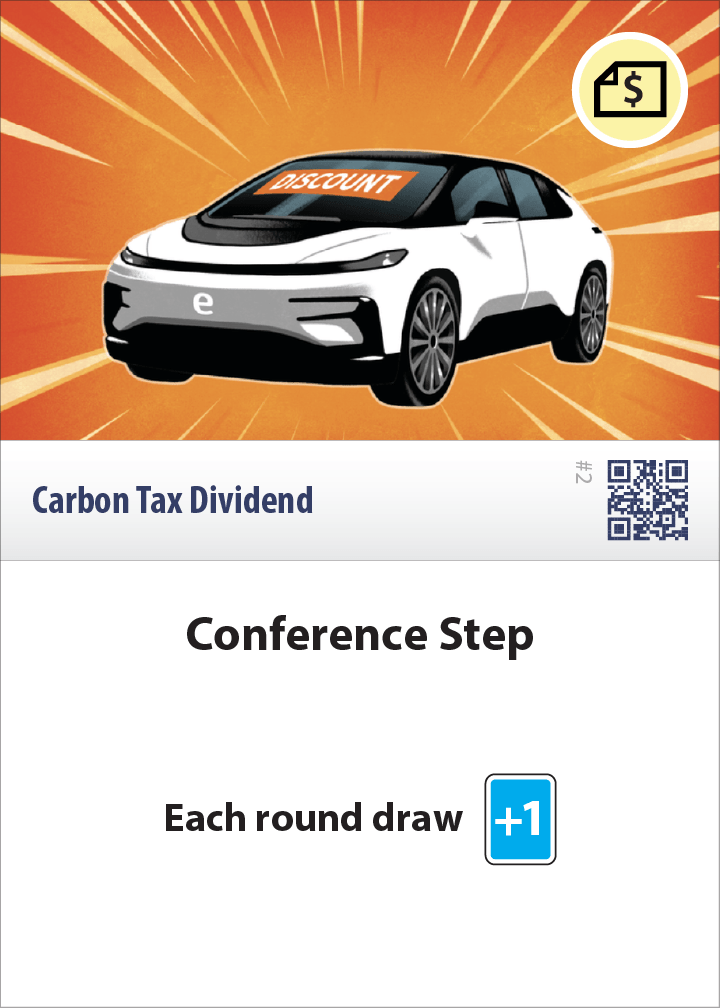 $
DISCOUNT
e
Carbon Tax Dividend
#2
Conference Step
Each round draw +1